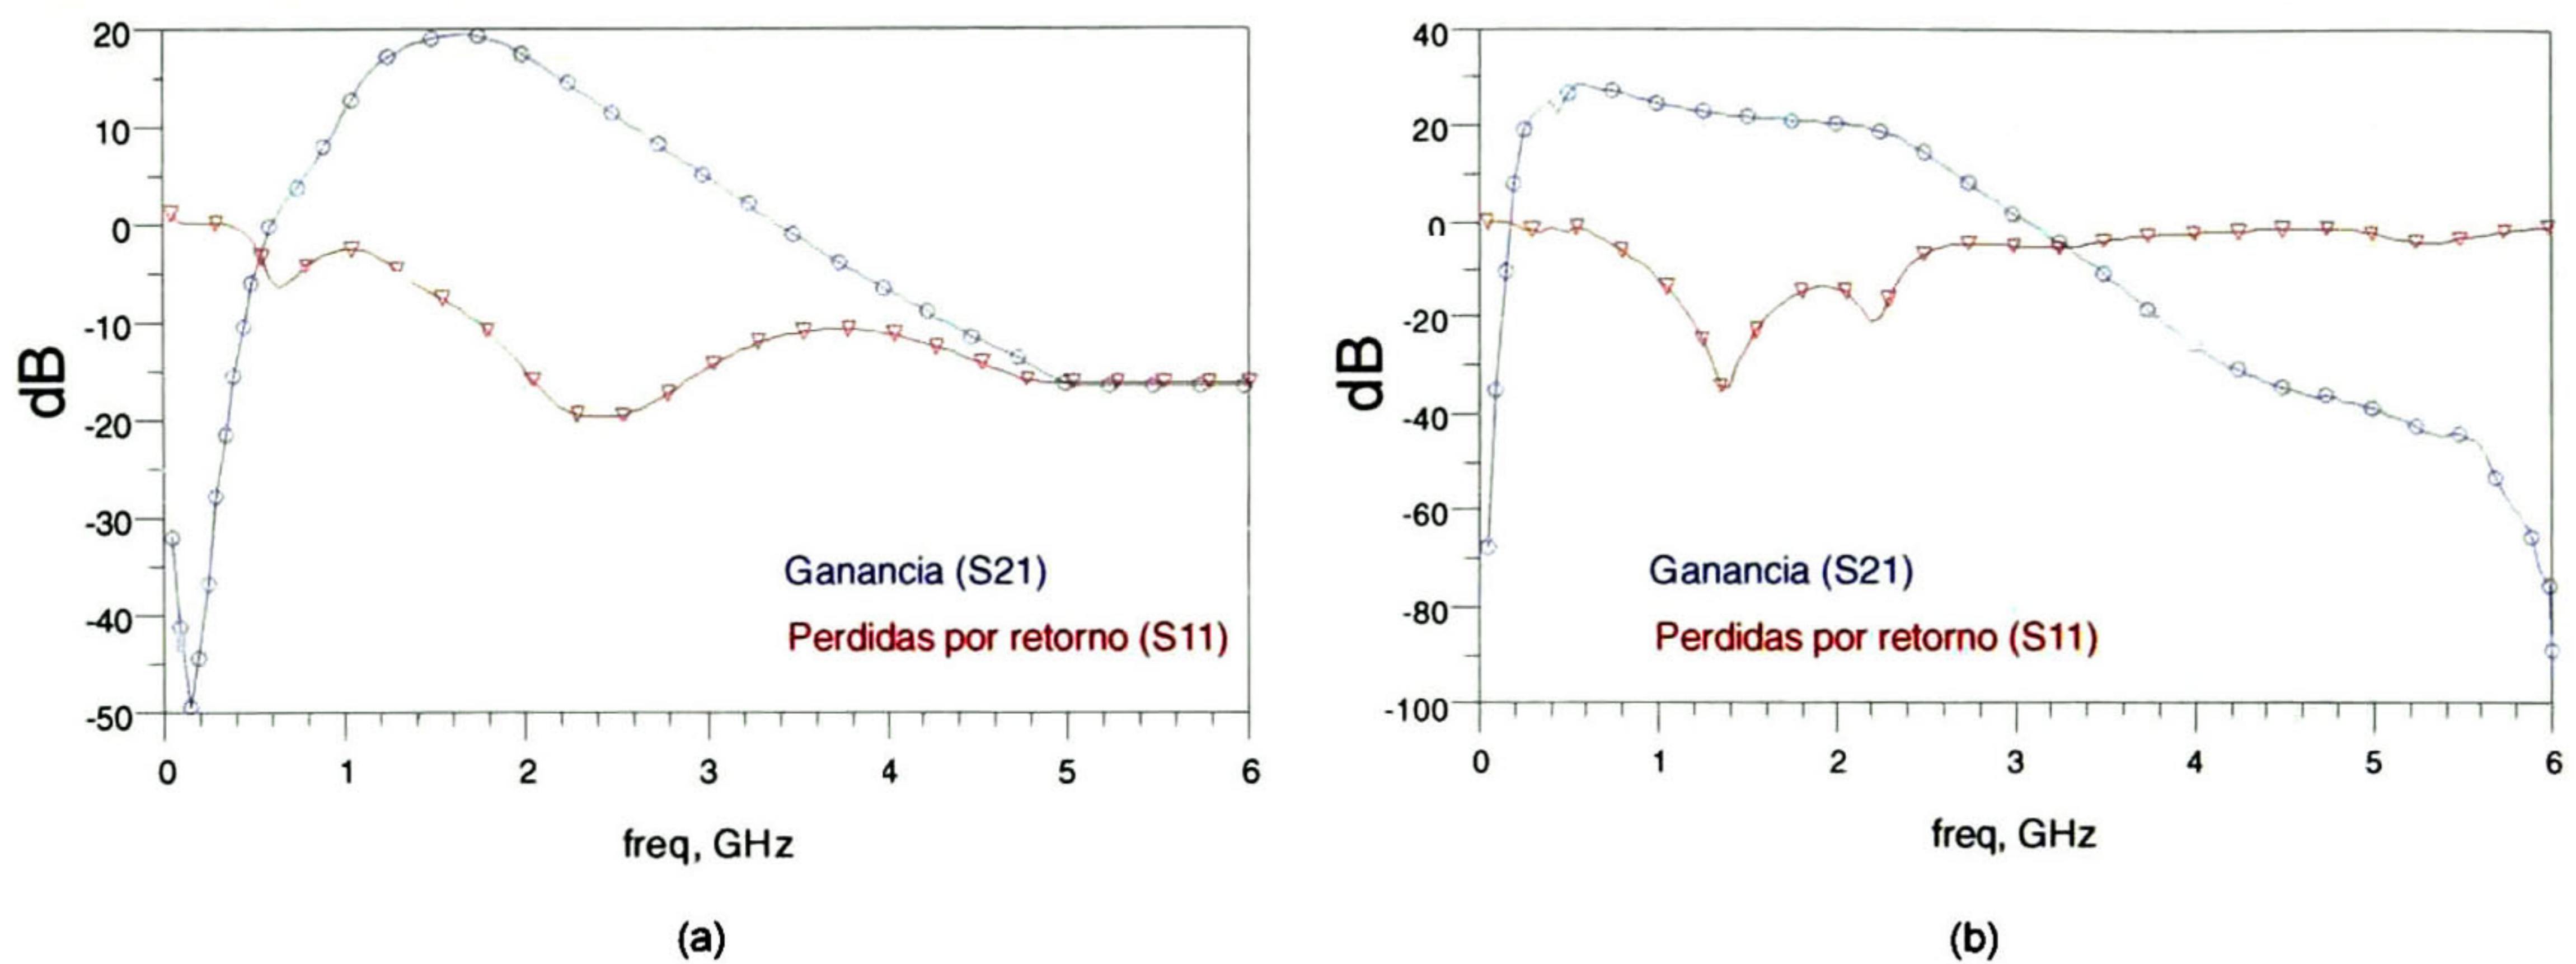 20
10
0
-10
-20
-30
-40
-50
dB
0 1 2 3 4 5 6
freq, GHz
Ganancia (S21)
Perdidas por retorno (S11)
(a)
40
20
0
-20
-40
-60
-80
-100
dB
0 1 2 3 4 5 6
freq, GHz
Ganancia (S21)
Perdidas por retorno (S11)
(b)